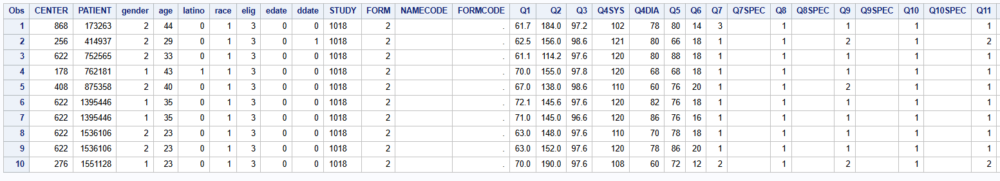 Obs CENTER PATIENT gender age latino race elig edate ddate STUDY FORM NAMECODE FORMCODE Q1 Q2 Q3 Q4SYS Q4DIA Q5 Q6 Q7 Q7SPEC Q8 Q8SPEC Q9 Q9SPEC Q10 Q10SPEC Q11
1 868 173263 2 44 0 1 3 0 0 1018 2 . 61.7 184.0 97.2 102 78 80 14 3 1 1 1 1
2 256 414937 2 29 0 1 3 0 1 1018 2 . 62.5 156.0 98.6 121 80 66 18 1 1 2 1 2
3 622 752565 2 33 0 1 3 0 0 1018 2 . 61.1 114.2 97.6 120 80 88 18 1 1 1 1 1
4 178 762181 1 43 1 1 3 0 0 1018 2 . 70.0 155.0 97.8 120 68 68 18 1 1 1 1 1
5 408 875358 2 40 0 1 3 0 0 1018 2 . 67.0 138.0 98.6 110 60 76 20 1 1 2 1 1
6 622 1395446 1 35 0 1 3 0 0 1018 2 . 72.1 145.6 97.6 120 82 76 18 1 1 1 1 1
7 622 1395446 1 35 0 1 3 0 0 1018 2 . 71.0 145.0 96.6 120 86 76 16 1 1 1 1 1
8 622 1536106 2 23 0 1 3 0 0 1018 2 . 63.0 148.0 97.6 110 70 78 18 1 1 1 1 1
9 622 1536106 2 23 0 1 3 0 0 1018 2 . 63.0 152.0 97.6 120 78 86 20 1 1 1 1 1
10 276 1551128 1 23 0 1 3 0 0 1018 2 . 70.0 190.0 97.6 108 60 72 12 2 1 2 1 2